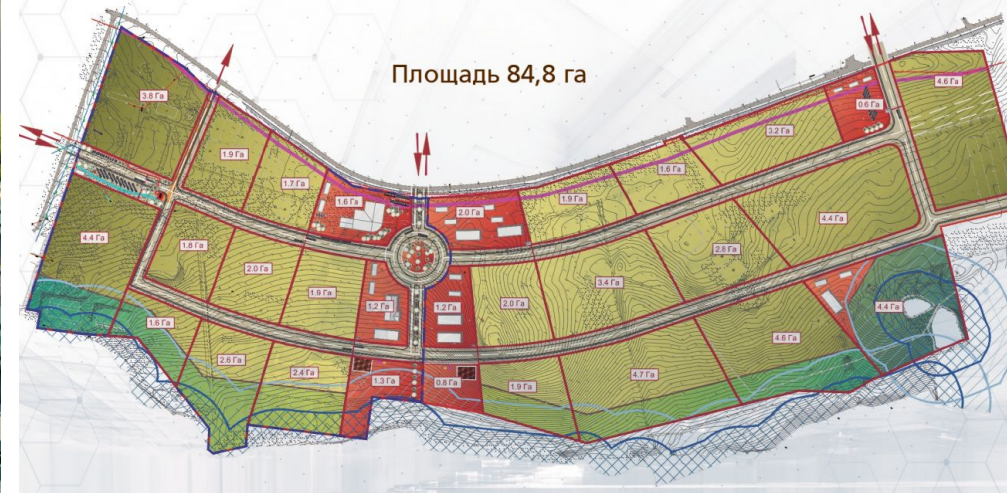 Площадь 84,8 га
3.8 Га
4.6 Га
0.6 Га
3.2 Га
1.9 Га
1.7 Га
1.6 Га
2.0 Га
1.9 Га
1.6 Га
4.4 Га
1.8 Га
2.0 Га
1.9 Га
1.2 Га
1.2 Га
2.0 Га
3.4 Га
2.8 Га
4.4 Га
1.6 Га
2.6 Га
2.4 Га
1.3 Га
0.8 Га
1.9 Га
4.7 Га
4.6 Га
4.4 Га